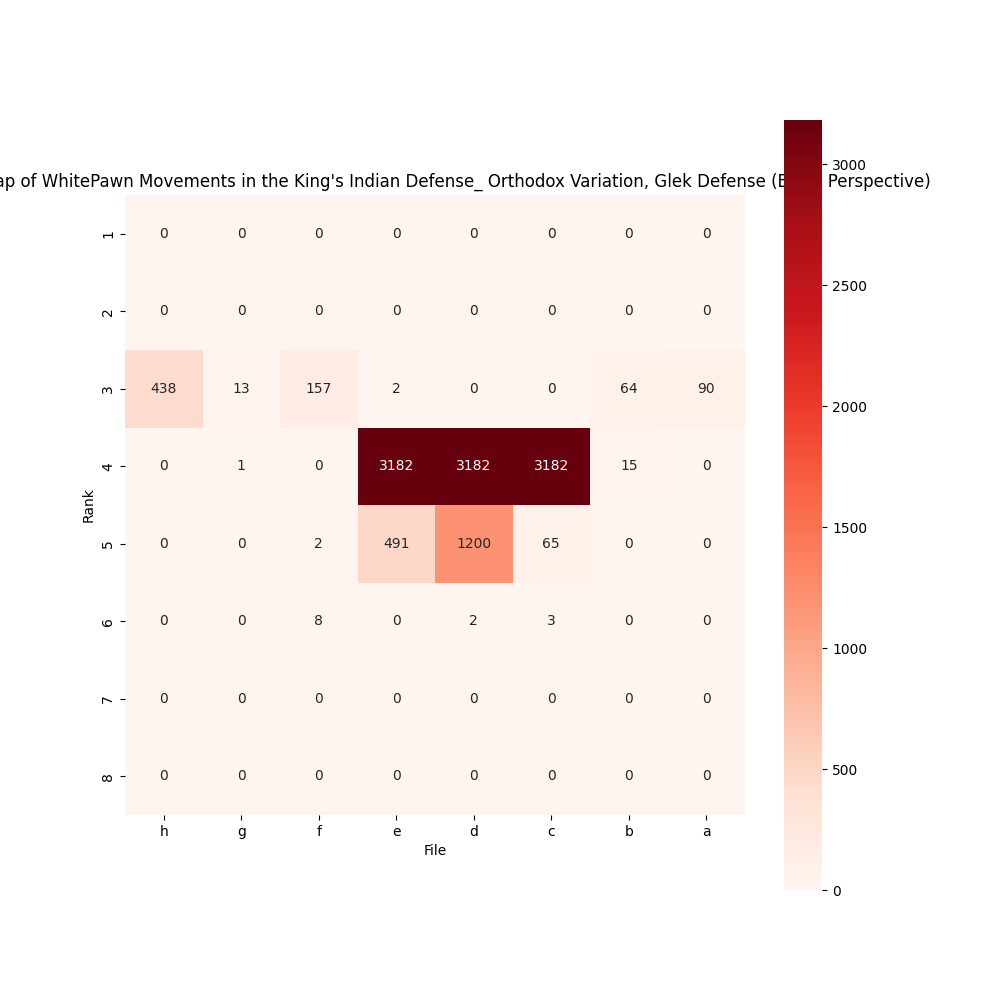 of WhitePawn Movements in the King's Indian Defense_ Orthodox Variation, Glek Defense ( Perspective)
1 0 0 0 0 0 0 0 0
2 0 0 0 0 0 0 0 0
3 438 13 157 2 0 0 64 90
4 0 1 0 3182 3182 3182 15 0
5 0 0 2 491 1200 65 0 0
6 0 0 8 0 2 3 0 0
7 0 0 0 0 0 0 0 0
8 0 0 0 0 0 0 0 0
h g f e d c b a
File
Rank
3000
2500
2000
1500
1000
500
0